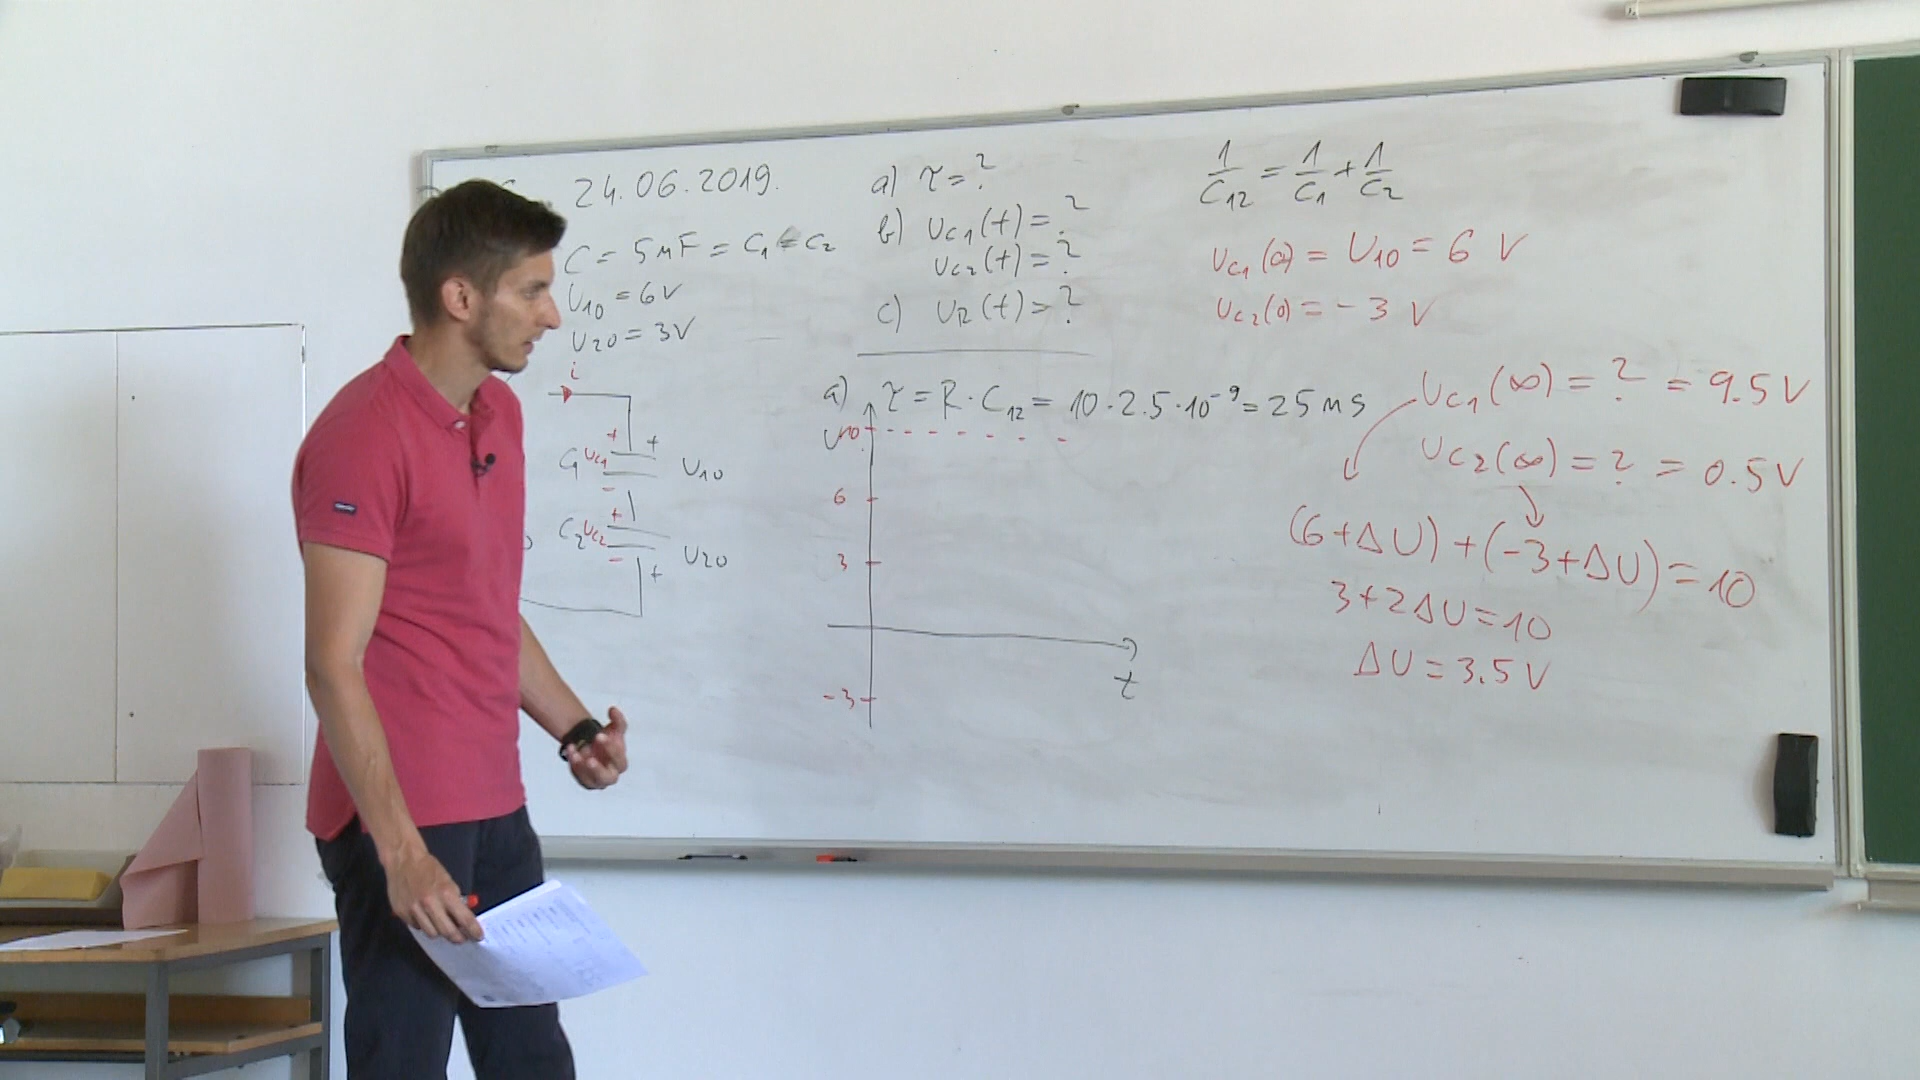 24.06.2019.
C = 5 nF = C1 = C2
U10 = 6V
U20 = 3V
i
+ +
C1 uc1 U10
-
+
C2 uc2 U20
- +
a) τ = ?
b) uc1(t) = ?
uc2(t) = ?
c) uR(t) = ?
a) τ = R · C12 = 10 · 2.5 · 10⁻⁹ = 25 ns
U 10
6
3
-3
t
1/C12 = 1/C1 + 1/C2
uc1(0) = U10 = 6 V
uc2(0) = - 3 V
uc1(∞) = ? = 9.5 V
uc2(∞) = ? = 0.5 V
(6+ΔU) + (-3+ΔU) = 10
3+2ΔU = 10
ΔU = 3.5 V